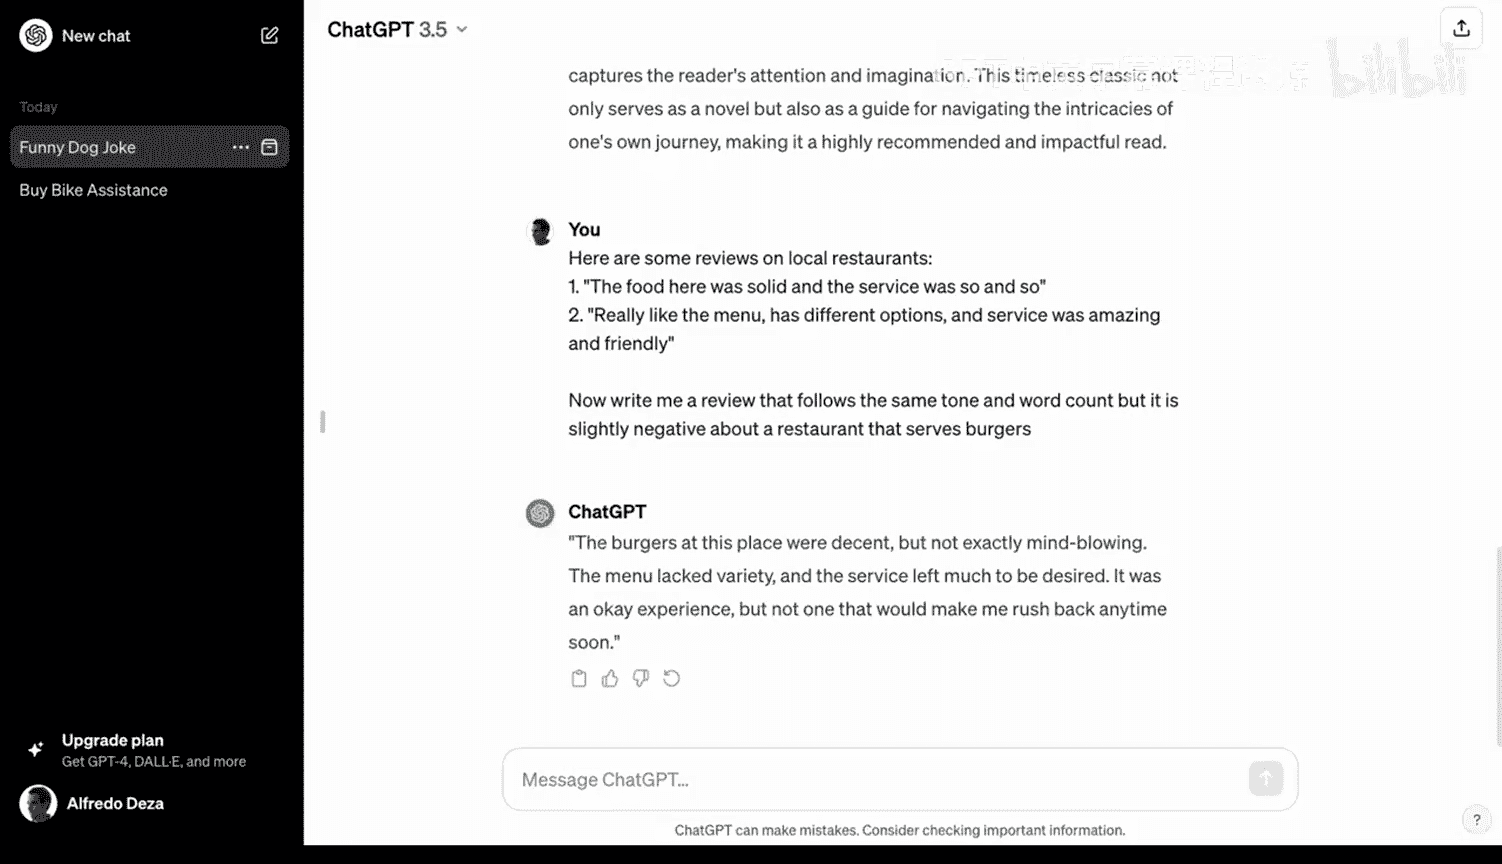 New chat
ChatGPT 3.5
Today
Funny Dog Joke
Buy Bike Assistance
captures the reader's attention and imagination. This timeless classic not
only serves as a novel but also as a guide for navigating the intricacies of
one's own journey, making it a highly recommended and impactful read.
You
Here are some reviews on local restaurants:
1. "The food here was solid and the service was so and so"
2. "Really like the menu, has different options, and service was amazing
and friendly"
Now write me a review that follows the same tone and word count but it is
slightly negative about a restaurant that serves burgers
ChatGPT
"The burgers at this place were decent, but not exactly mind-blowing.
The menu lacked variety, and the service left much to be desired. It was
an okay experience, but not one that would make me rush back anytime
soon."
Upgrade plan
Get GPT-4, DALL·E, and more
Alfredo Deza
Message ChatGPT...
ChatGPT can make mistakes. Consider checking important information.
?
bilibili